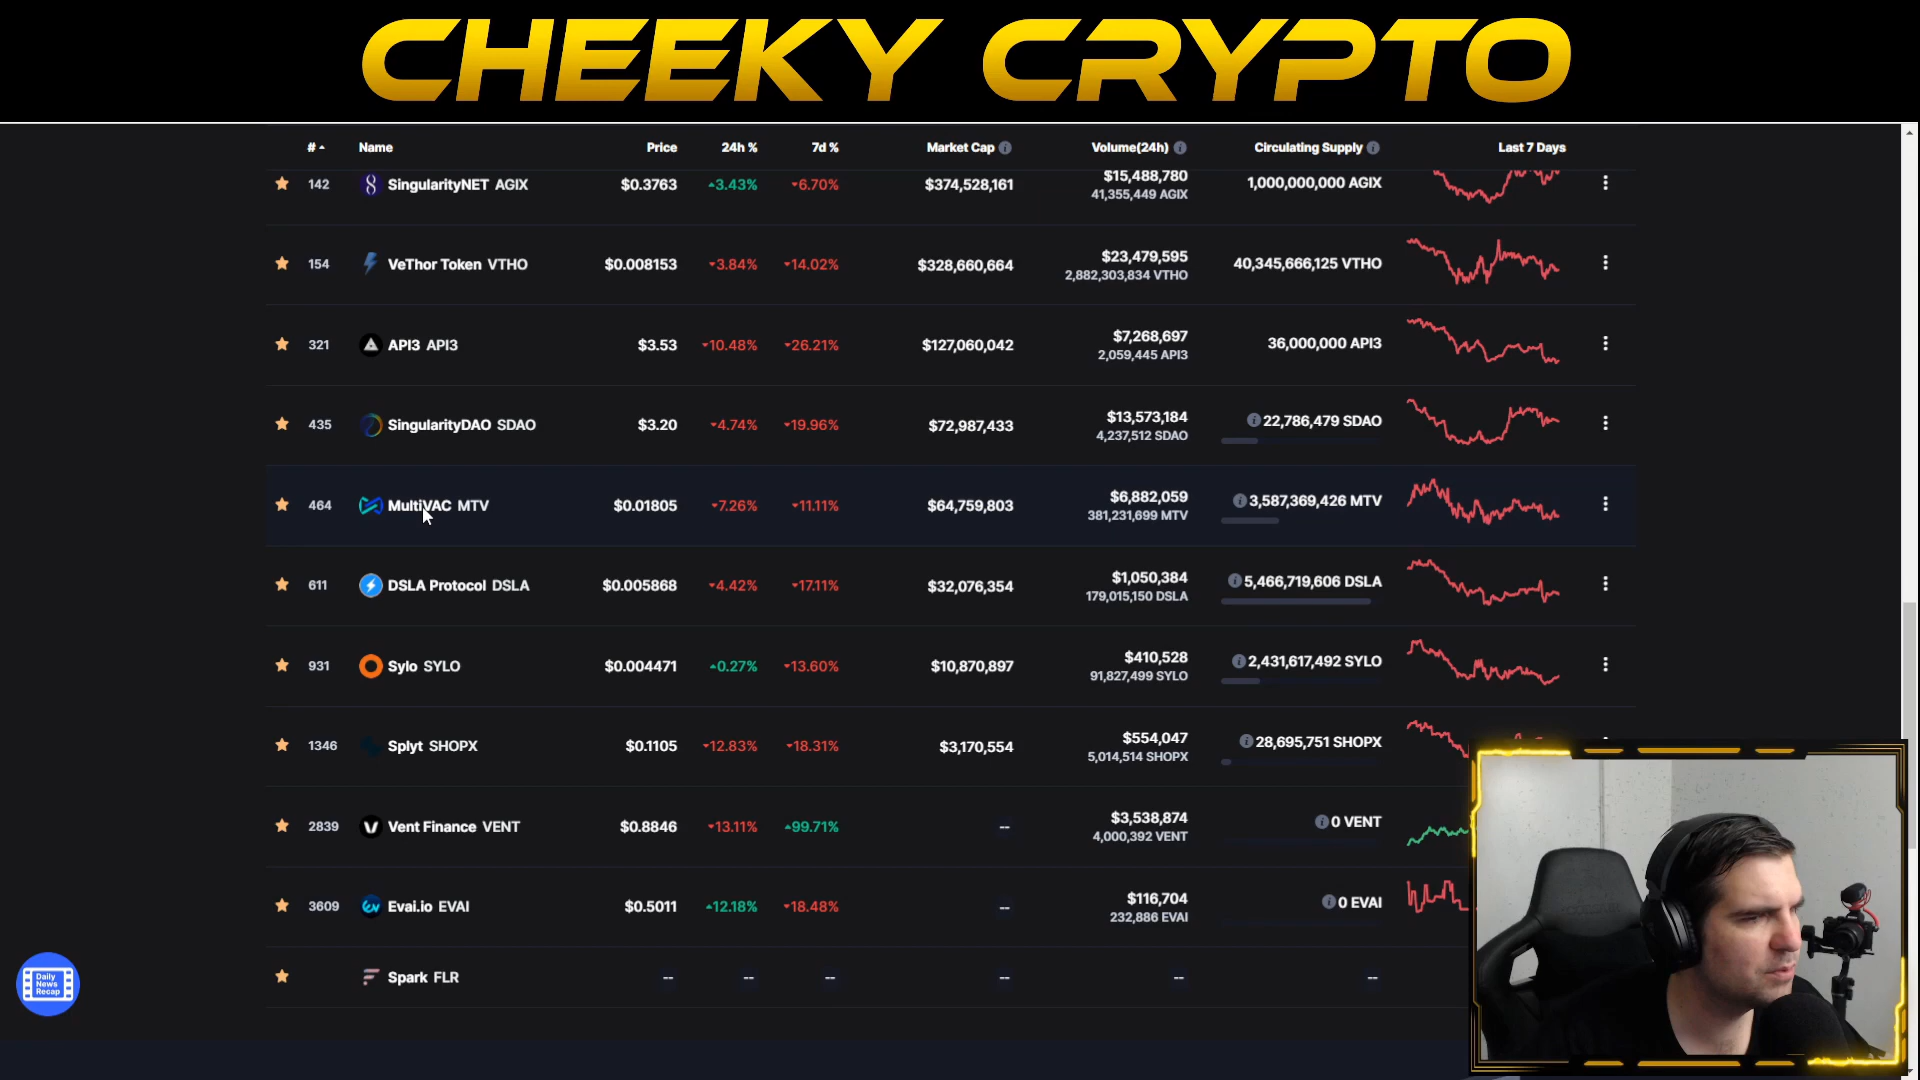 CHEEKY CRYPTO
# Name Price 24h % 7d % Market Cap Volume(24h) Circulating Supply Last 7 Days
142 SingularityNET AGIX $0.3763 3.43% 6.70% $374,528,161 $15,488,780 1,000,000,000 AGIX
41,355,449 AGIX
154 VeThor Token VTHO $0.008153 3.84% 14.02% $328,660,664 $23,479,595 40,345,666,125 VTHO
2,882,303,834 VTHO
321 API3 API3 $3.53 10.48% 26.21% $127,060,042 $7,268,697 36,000,000 API3
2,059,445 API3
435 SingularityDAO SDAO $3.20 4.74% 19.96% $72,987,433 $13,573,184 22,786,479 SDAO
4,237,512 SDAO
464 MultiVAC MTV $0.01805 7.26% 11.11% $64,759,803 $6,882,059 3,587,369,426 MTV
381,231,699 MTV
611 DSLA Protocol DSLA $0.005868 4.42% 17.11% $32,076,354 $1,050,384 5,466,719,606 DSLA
179,015,150 DSLA
931 Sylo SYLO $0.004471 0.27% 13.60% $10,870,897 $410,528 2,431,617,492 SYLO
91,827,499 SYLO
1346 Splyt SHOPX $0.1105 12.83% 18.31% $3,170,554 $554,047 28,695,751 SHOPX
5,014,514 SHOPX
2839 Vent Finance VENT $0.8846 13.11% 99.71% -- $3,538,874 0 VENT
4,000,392 VENT
3609 Evai.io EVAI $0.5011 12.18% 18.48% -- $116,704 0 EVAI
232,886 EVAI
Spark FLR -- -- -- -- -- --
Daily
News
Recap